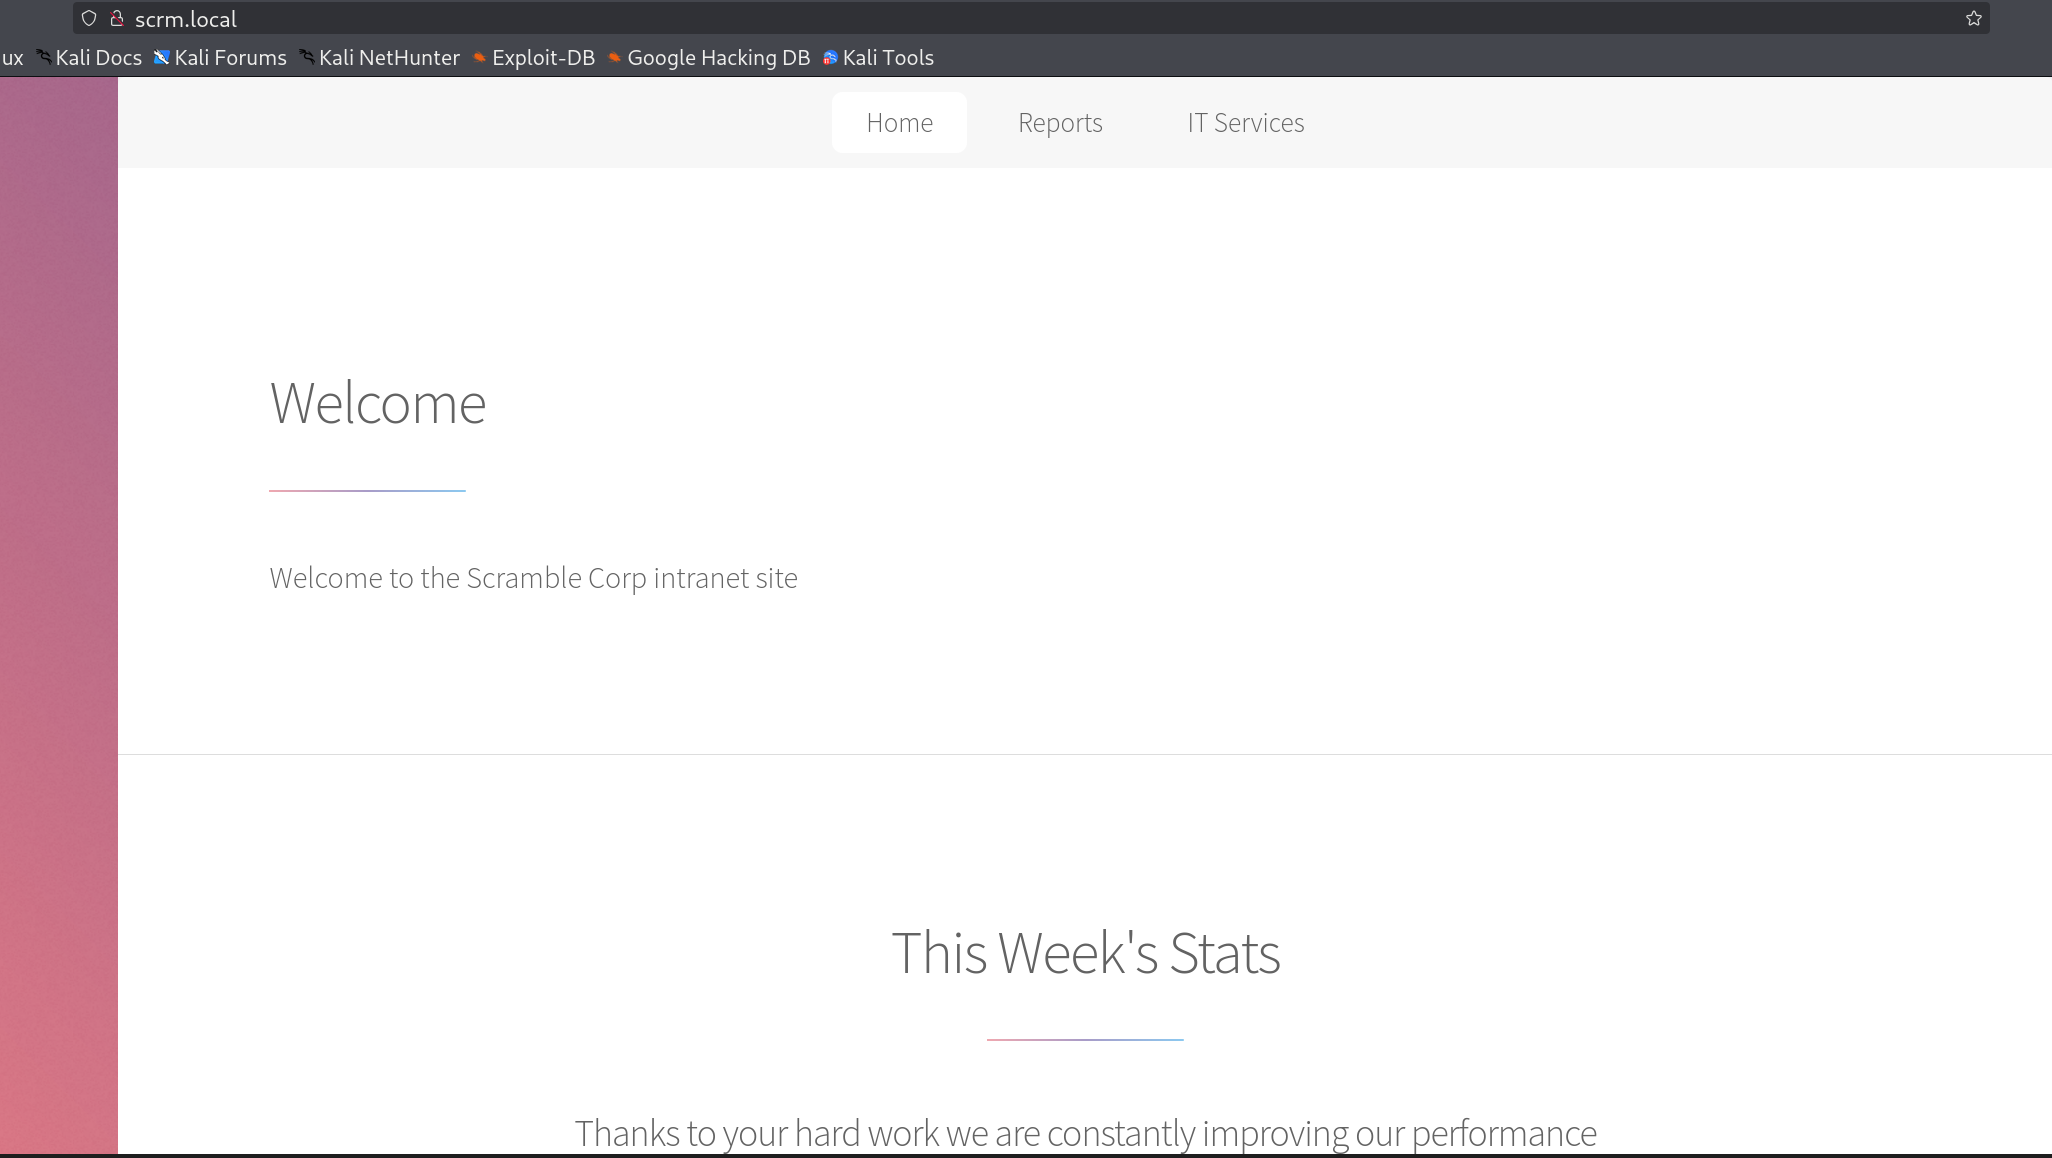 scrm.local
ux Kali Docs Kali Forums Kali NetHunter Exploit-DB Google Hacking DB Kali Tools
Home Reports IT Services
Welcome
Welcome to the Scramble Corp intranet site
This Week's Stats
Thanks to your hard work we are constantly improving our performance